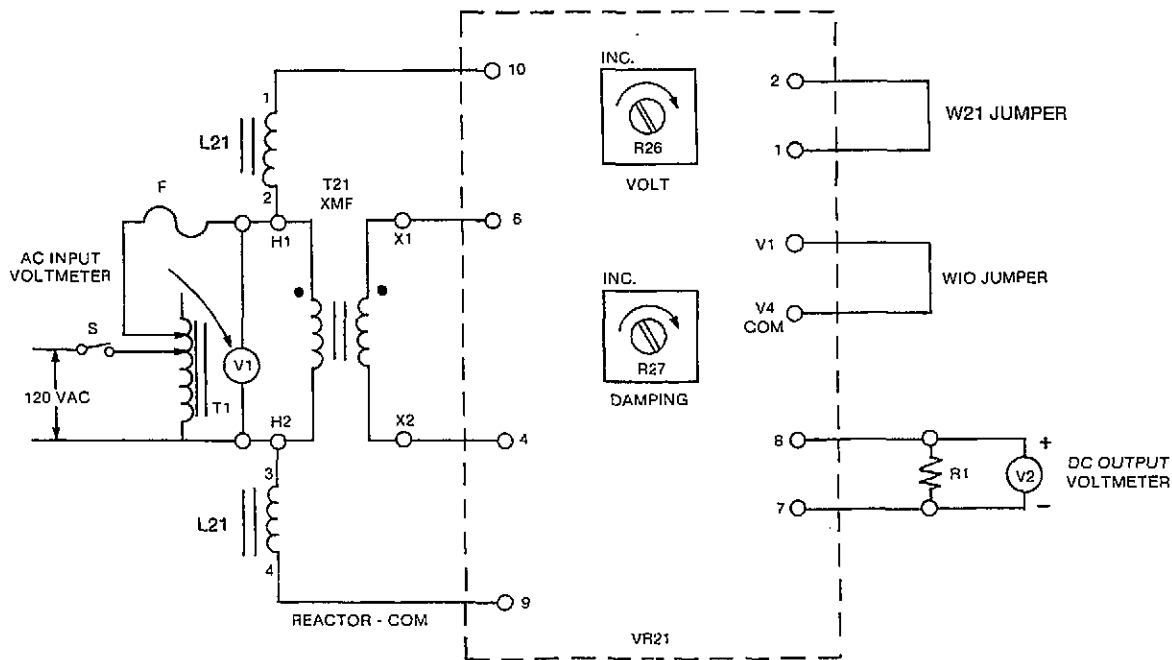 INC.
10
2
1
L21
R26
W21 JUMPER
1
VOLT
F
2
T21
XMF
H1
X1
6
AC INPUT
VOLTMETER
INC.
V1
WIO JUMPER
V4
COM
S
V1
R27
120 VAC
T1
DAMPING
H2
X2
4
8
+
R1
V2
DC OUTPUT
VOLTMETER
3
L21
7
−
4
9
REACTOR - COM
VR21